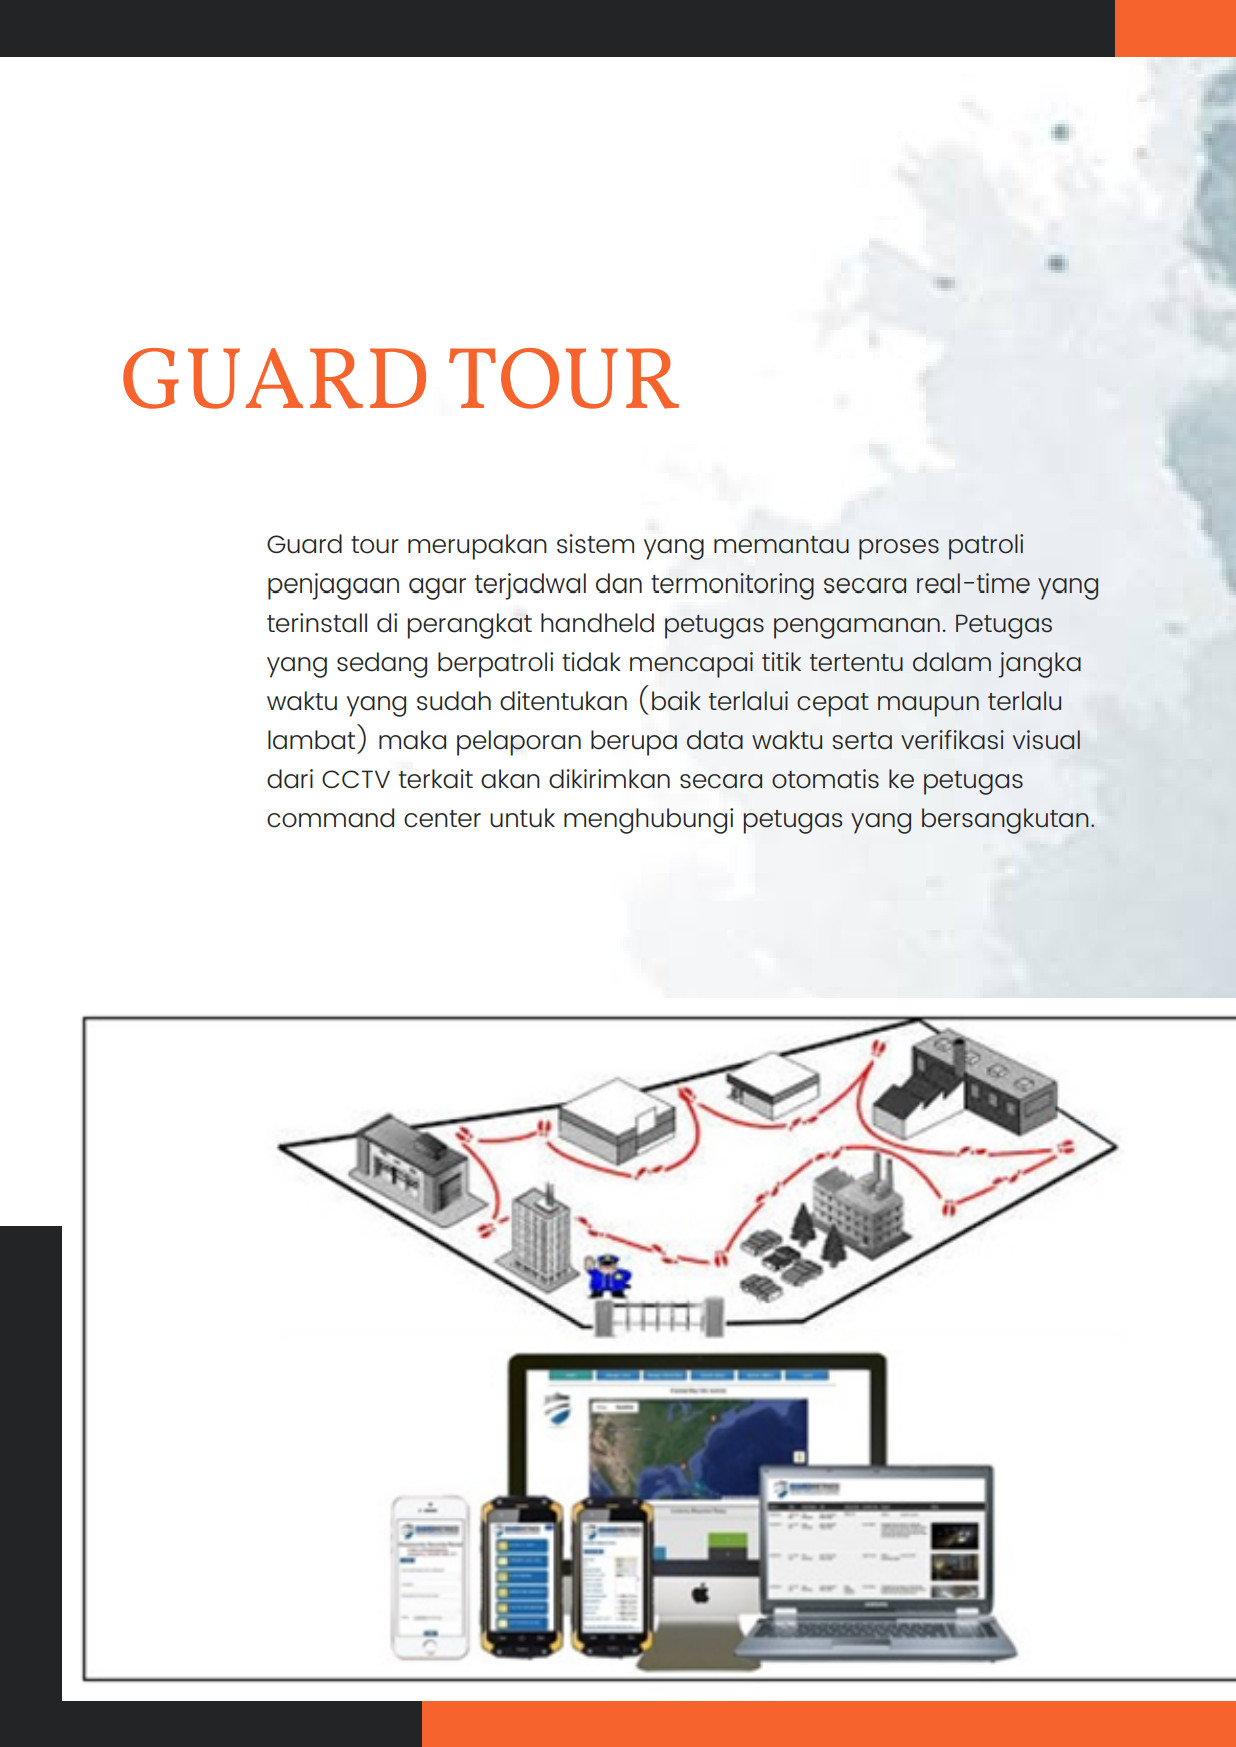 GUARD TOUR
Guard tour merupakan sistem yang memantau proses patroli
penjagaan agar terjadwal dan termonitoring secara real-time yang
terinstall di perangkat handheld petugas pengamanan. Petugas
yang sedang berpatroli tidak mencapai titik tertentu dalam jangka
waktu yang sudah ditentukan (baik terlalui cepat maupun terlalu
lambat) maka pelaporan berupa data waktu serta verifikasi visual
dari CCTV terkait akan dikirimkan secara otomatis ke petugas
command center untuk menghubungi petugas yang bersangkutan.